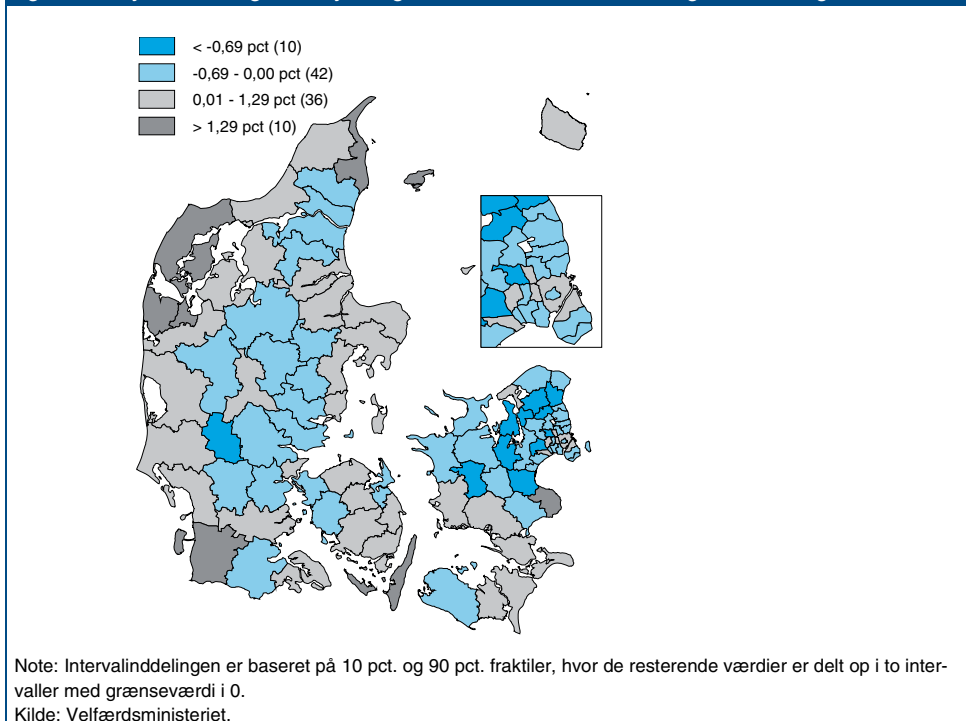 < -0,69 pct (10)
-0,69 - 0,00 pct (42)
0,01 - 1,29 pct (36)
> 1,29 pct (10)
Note: Intervalinddelingen er baseret på 10 pct. og 90 pct. fraktiler, hvor de resterende værdier er delt op i to inter-
valler med grænseværdi i 0.
Kilde: Velfærdsministeriet.